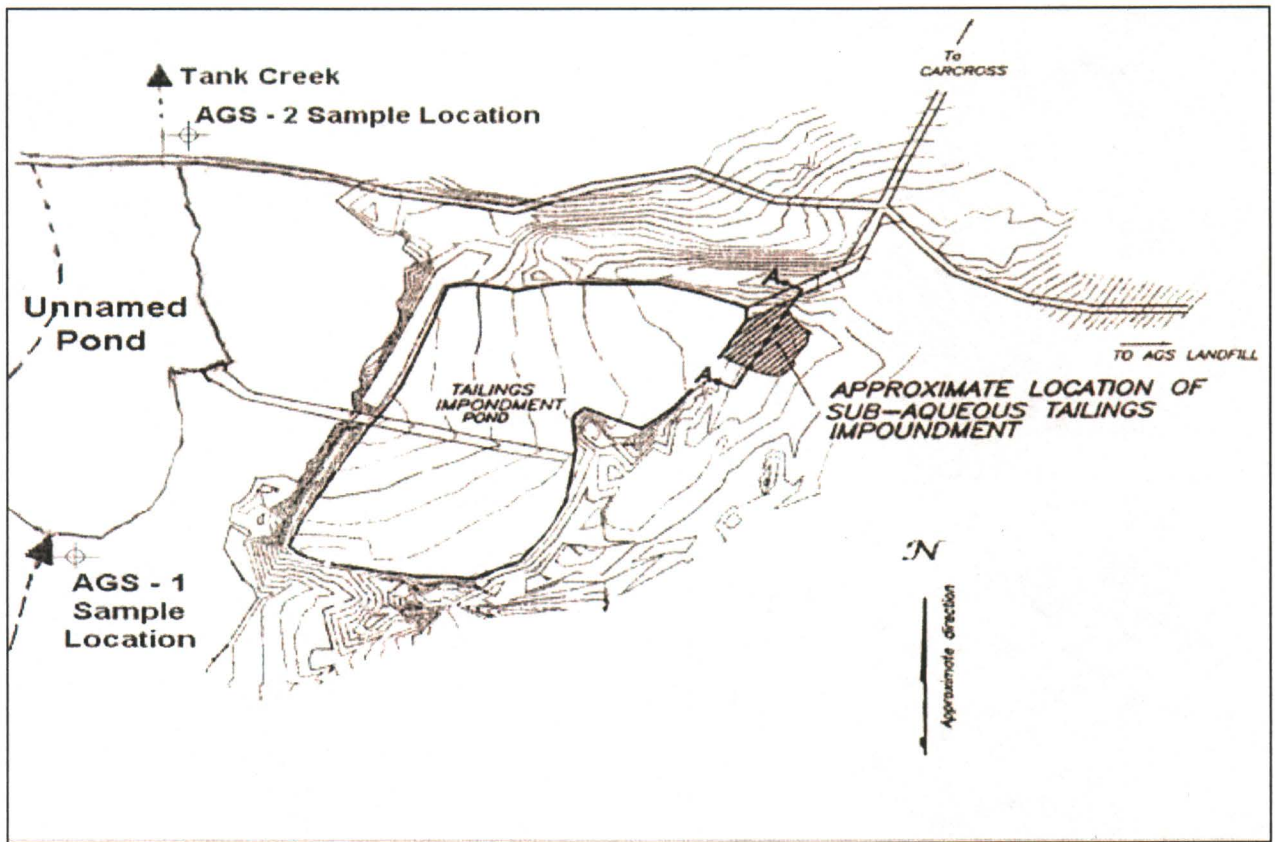 To
CARCROSS
Tank Creek
AGS - 2 Sample Location
Unnamed
Pond
A
TO AGS LANDFILL
TAILINGS
IMPONDMENT
POND
A
APPROXIMATE LOCATION OF
SUB-AQUEOUS TAILINGS
IMPOUNDMENT
N
AGS - 1
Sample
Location
Approximate direction